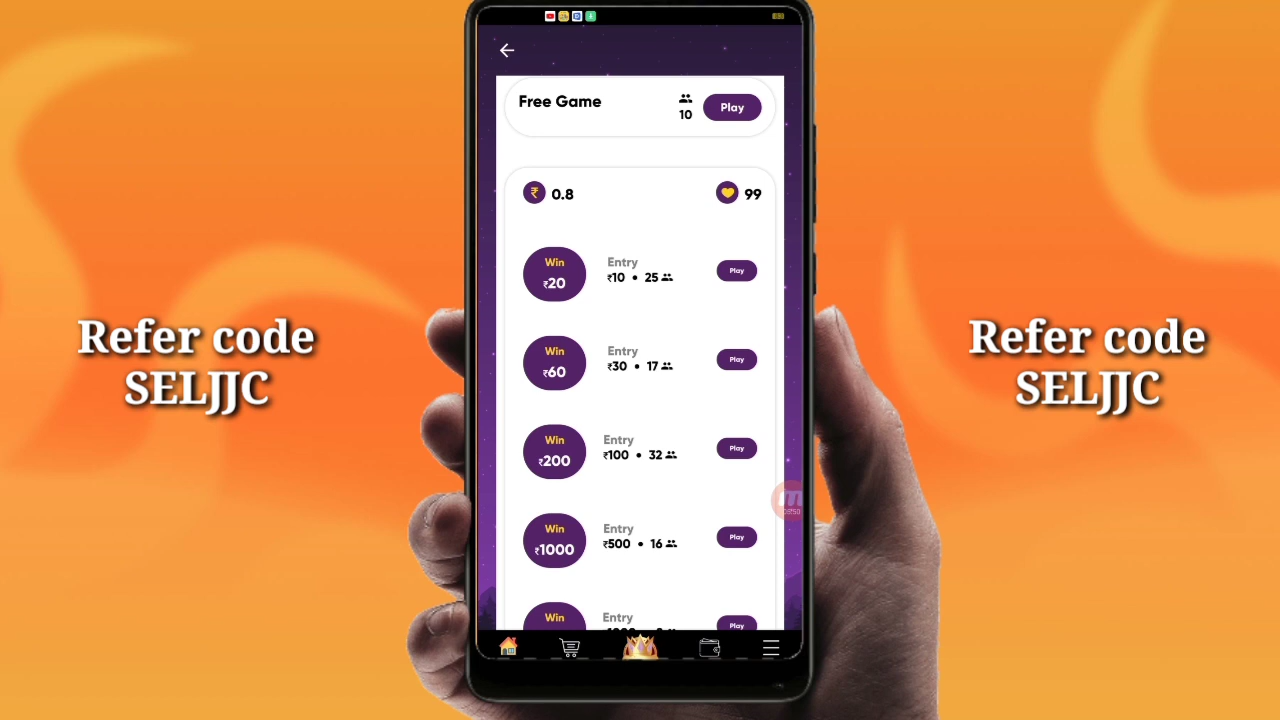 Free Game
10
Play
₹ 0.8
99
Win
₹20
Entry
₹10 • 25
Play
Win
₹60
Entry
₹30 • 17
Play
Win
₹200
Entry
₹100 • 32
Play
Win
₹1000
Entry
₹500 • 16
Play
Win
Entry
Play
Refer code
SELJJC
Refer code
SELJJC